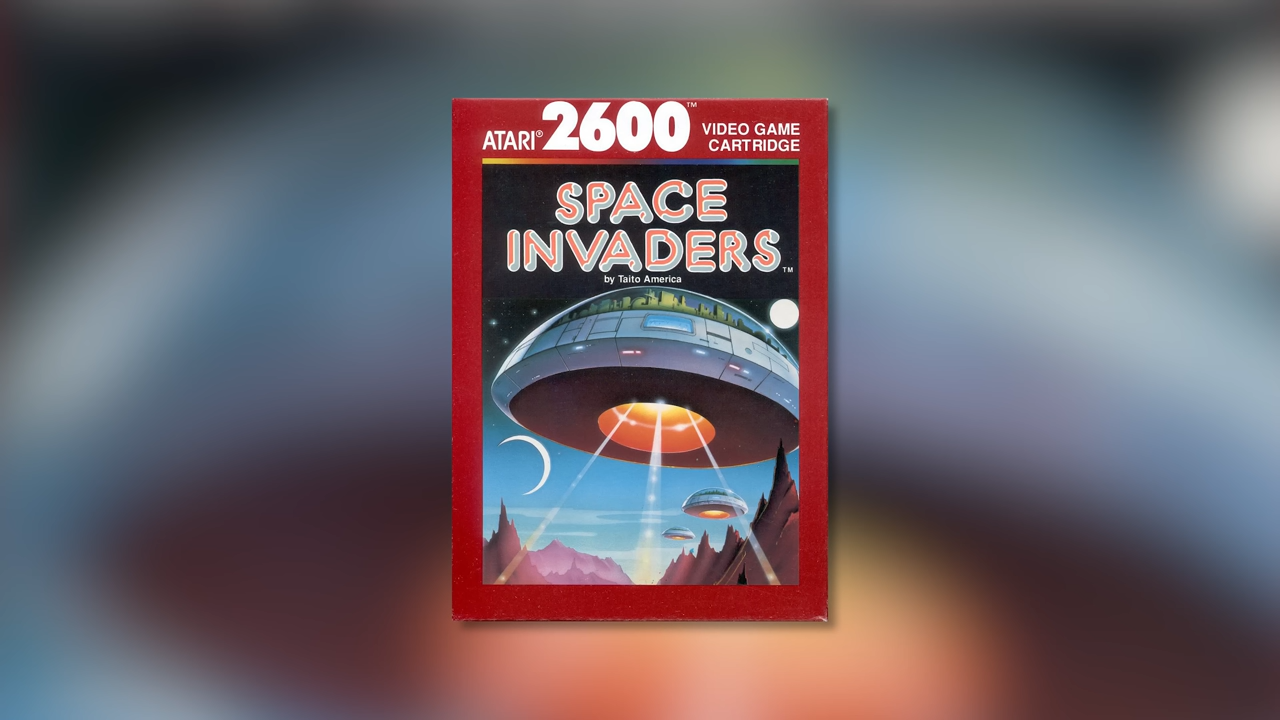 ATARI® 2600™ VIDEO GAME
CARTRIDGE
SPACE
INVADERS™
by Taito America